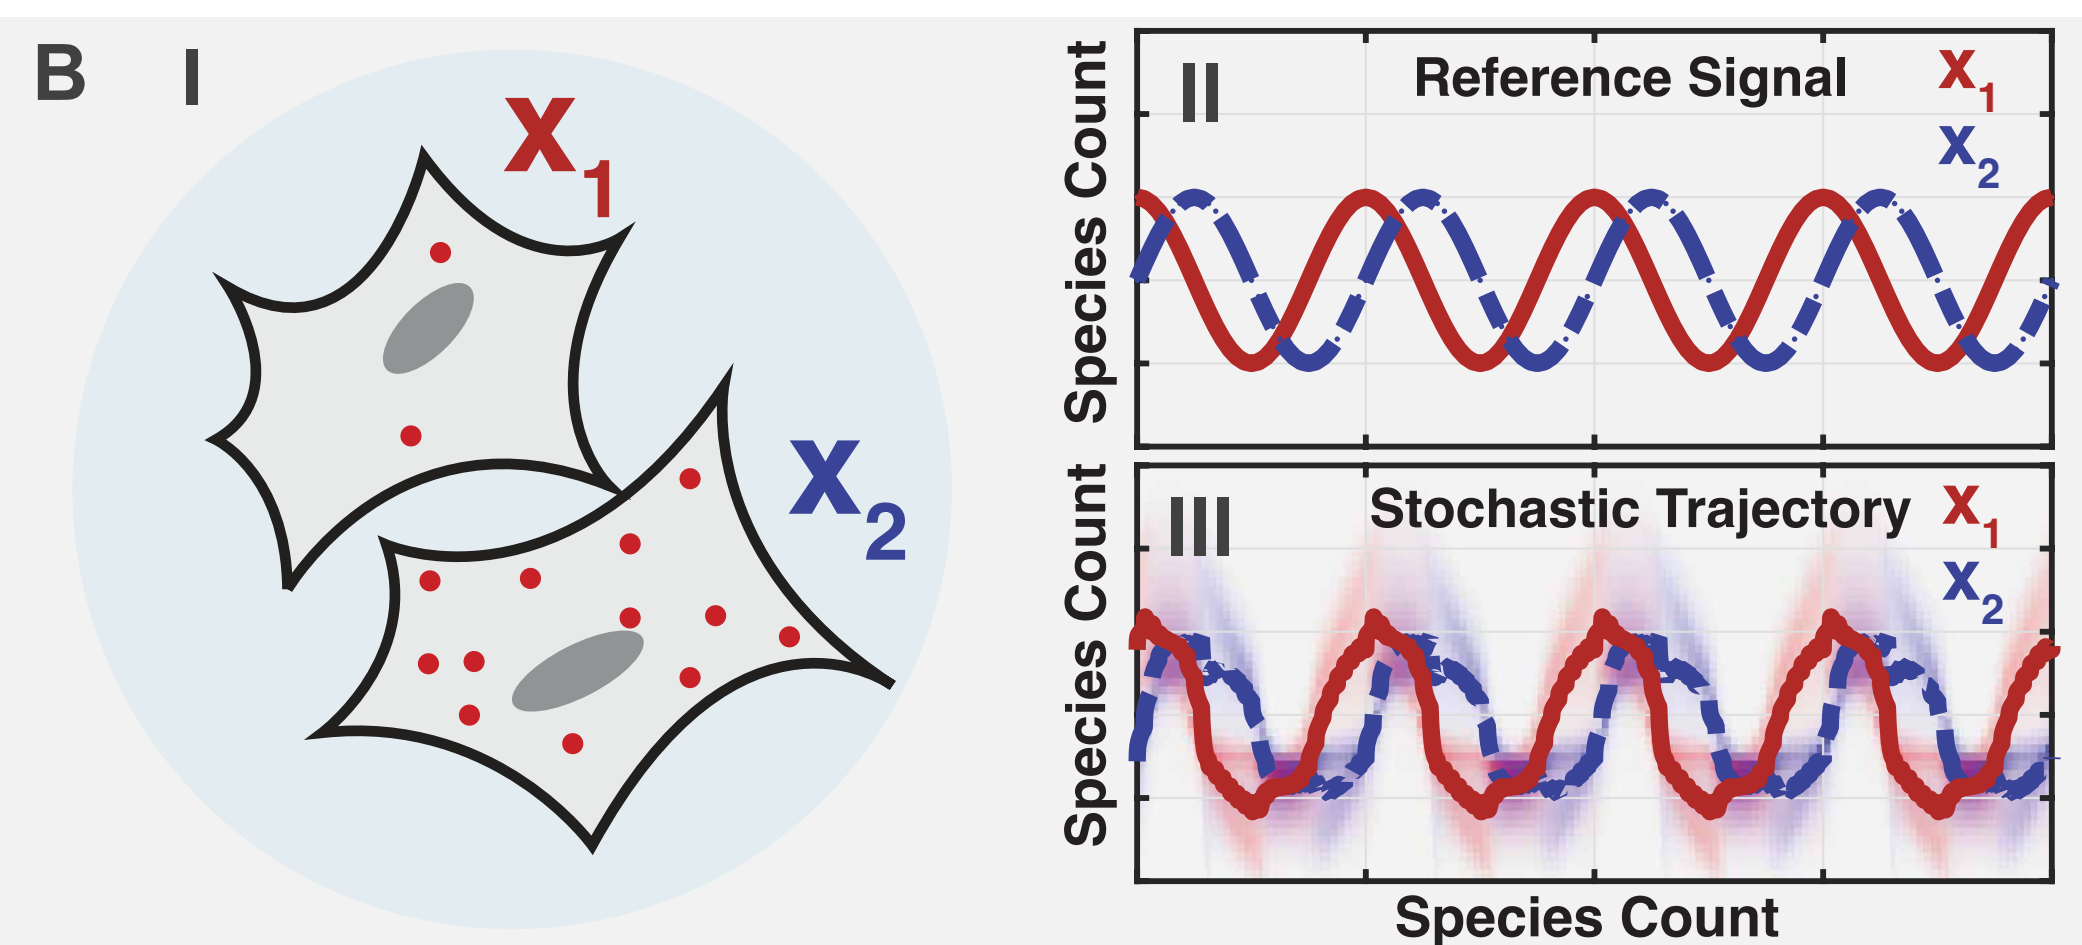 B I
x1
x2
II
Reference Signal
x1
x2
Species Count
III
Stochastic Trajectory
x1
x2
Species Count
Species Count